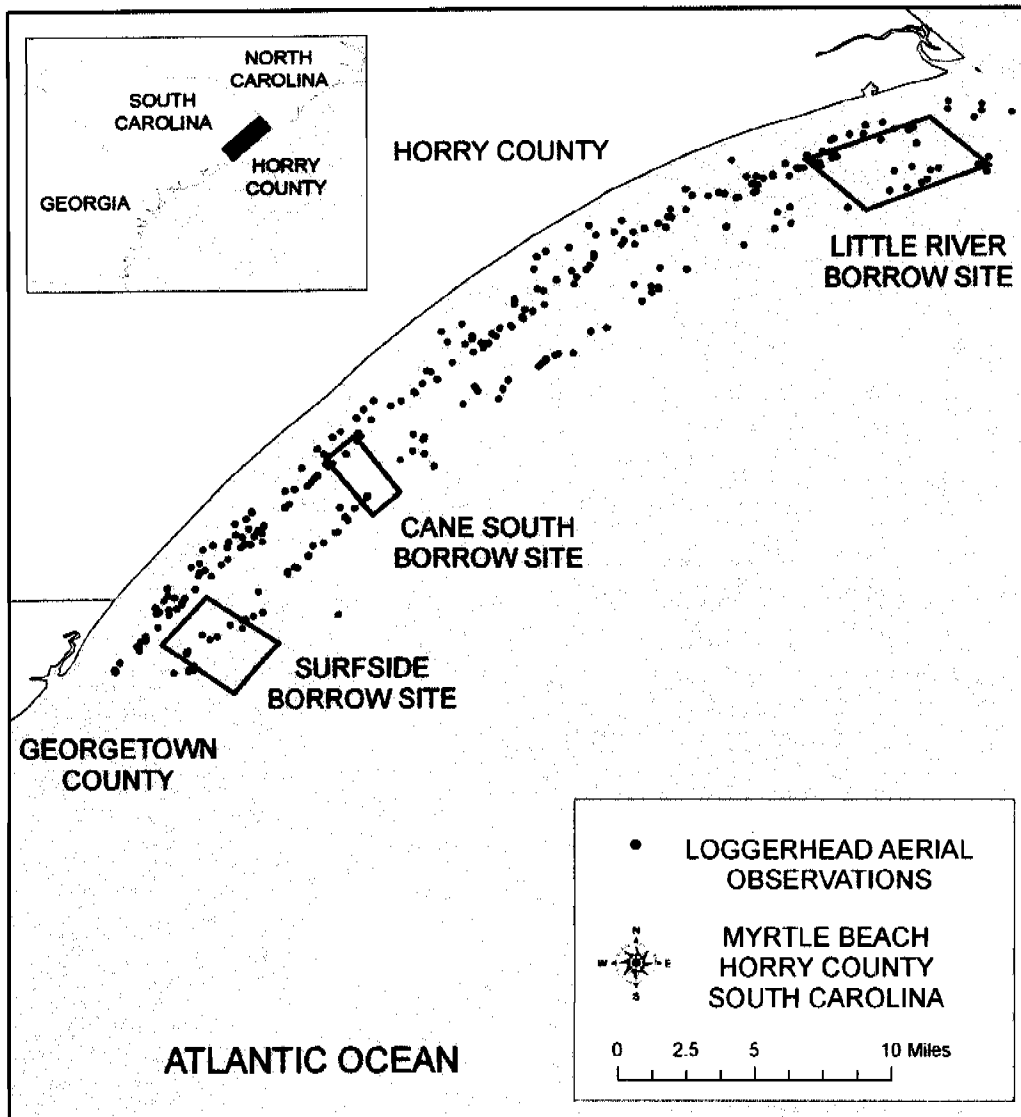 NORTH
CAROLINA
SOUTH
CAROLINA
HORRY
COUNTY
GEORGIA
HORRY COUNTY
LITTLE RIVER
BORROW SITE
CANE SOUTH
BORROW SITE
SURFSIDE
BORROW SITE
GEORGETOWN
COUNTY
LOGGERHEAD AERIAL
OBSERVATIONS
N
W E
S
MYRTLE BEACH
HORRY COUNTY
SOUTH CAROLINA
0 2.5 5 10 Miles
ATLANTIC OCEAN